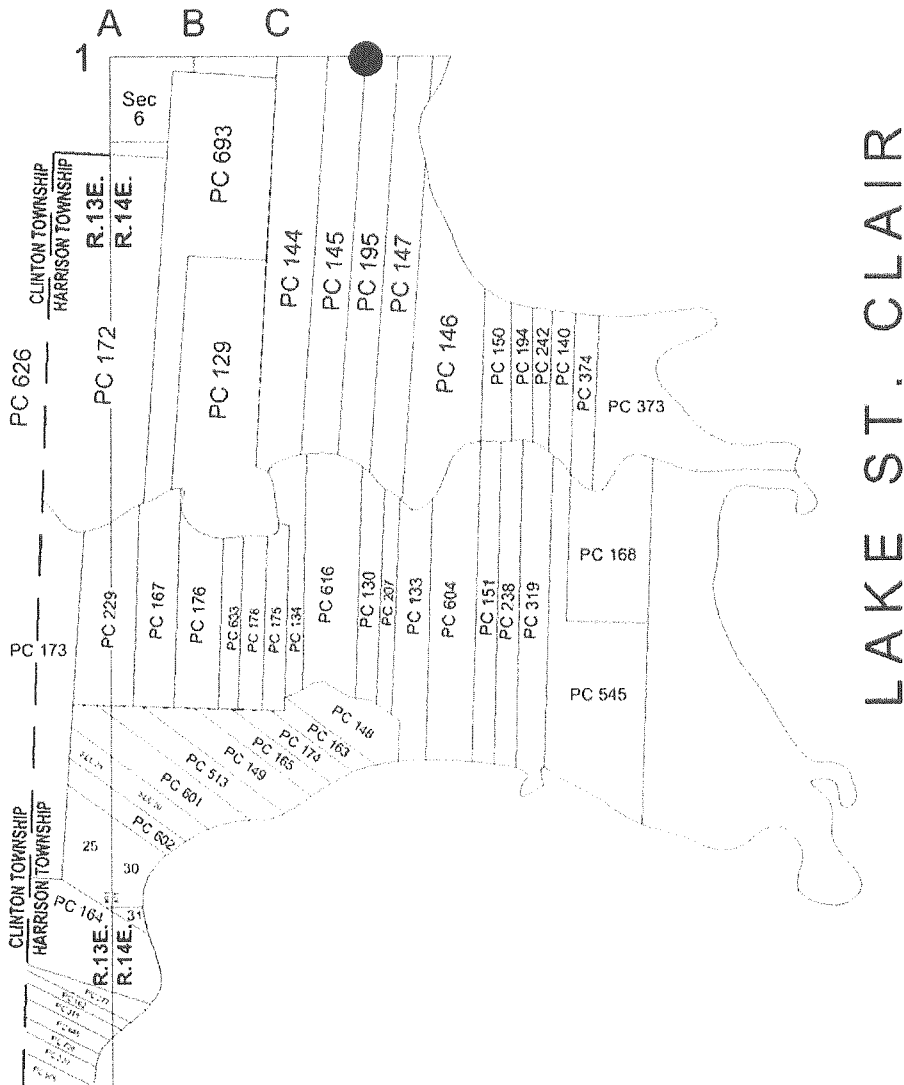 A B C
1
Sec
6
CLINTON TOWNSHIP
HARRISON TOWNSHIP
R.13E.
R.14E.
PC 626
PC 172
PC 693
PC 129
PC 144
PC 145
PC 195
PC 147
PC 146
PC 150
PC 194
PC 242
PC 140
PC 374
PC 373
LAKE ST. CLAIR
PC 173
PC 229
PC 167
PC 176
PC 633
PC 178
PC 175
PC 134
PC 616
PC 130
PC 207
PC 133
PC 604
PC 151
PC 238
PC 319
PC 168
PC 545
PC 148
PC 163
PC 174
PC 165
PC 149
PC 513
PC 601
PC 602
25
30
31
PC 164
CLINTON TOWNSHIP
HARRISON TOWNSHIP
R.13E.
R.14E.